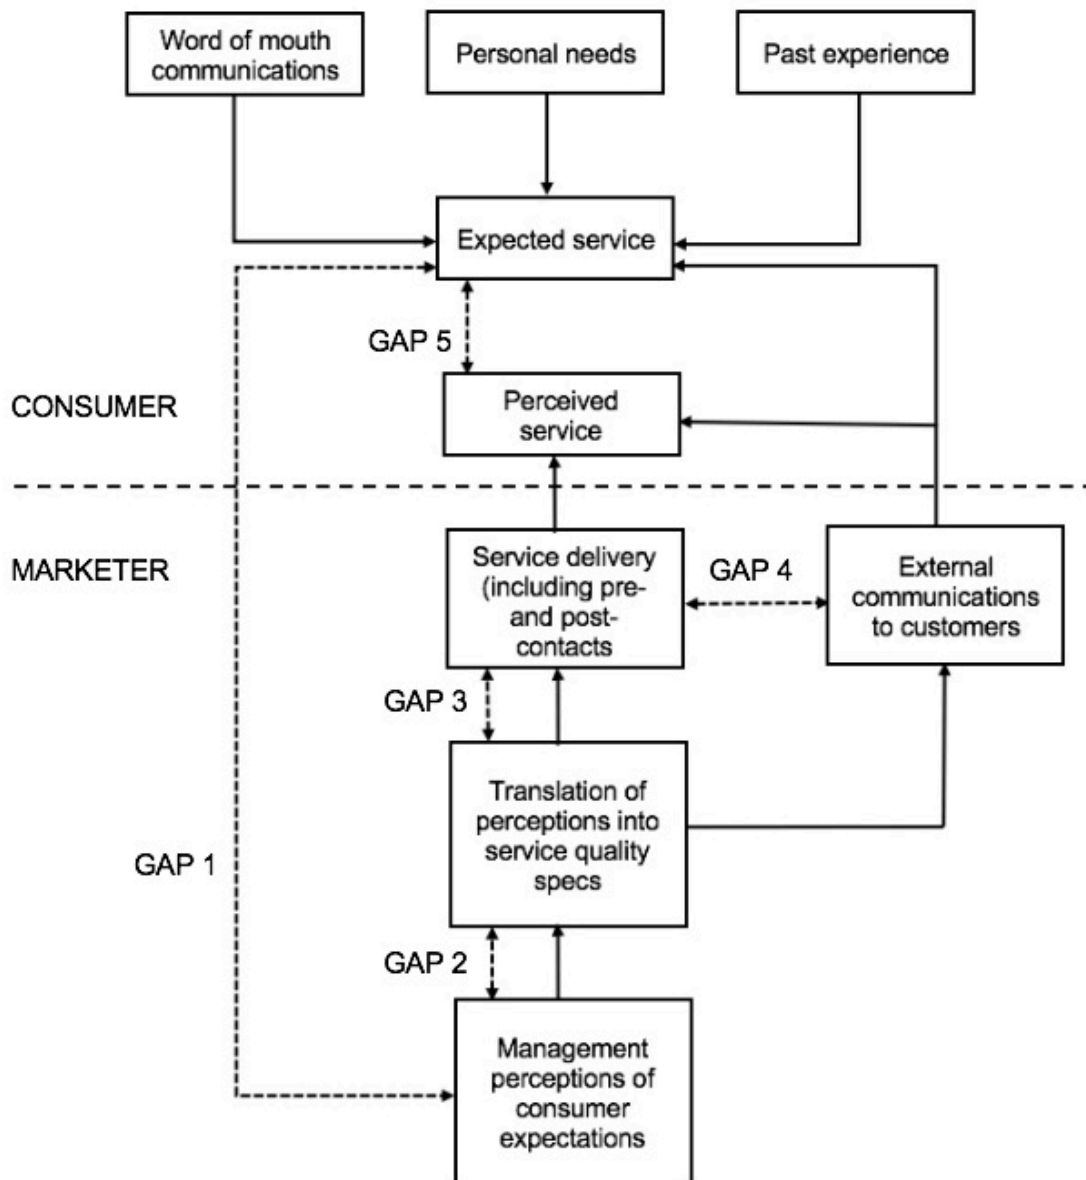 Word of mouth
communications
Personal needs
Past experience
Expected service
GAP 5
CONSUMER
Perceived
service
MARKETER
Service delivery
(including pre-
and post-
contacts
GAP 4
External
communications
to customers
GAP 3
Translation of
perceptions into
service quality
specs
GAP 1
GAP 2
Management
perceptions of
consumer
expectations